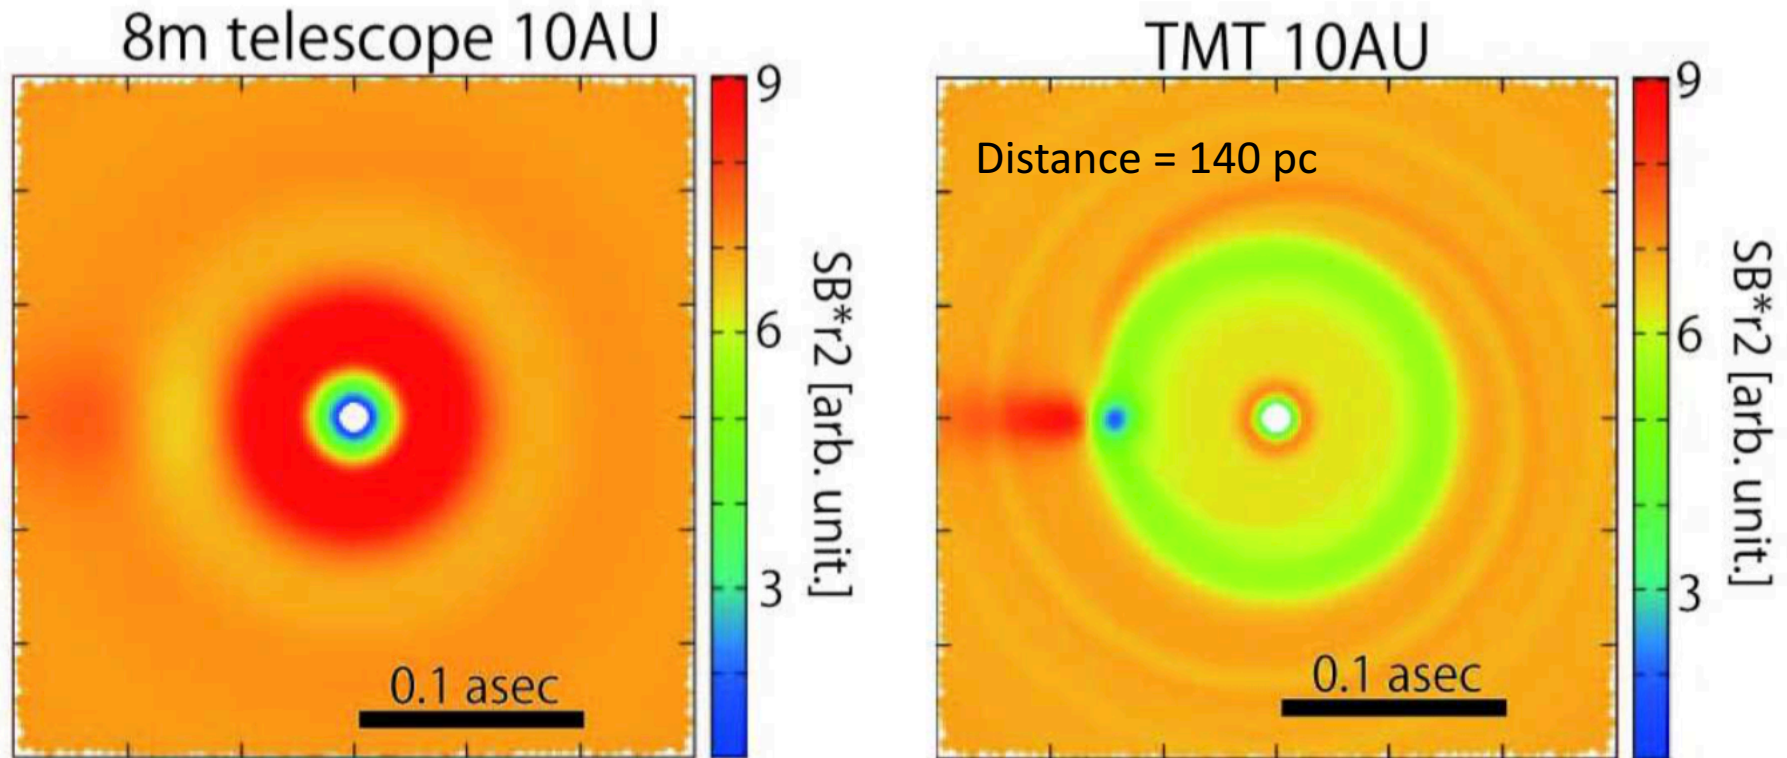 8m telescope 10AU
9
6
3
SB*r2 [arb. unit.]
0.1 asec
TMT 10AU
Distance = 140 pc
9
6
3
SB*r2 [arb. unit.]
0.1 asec